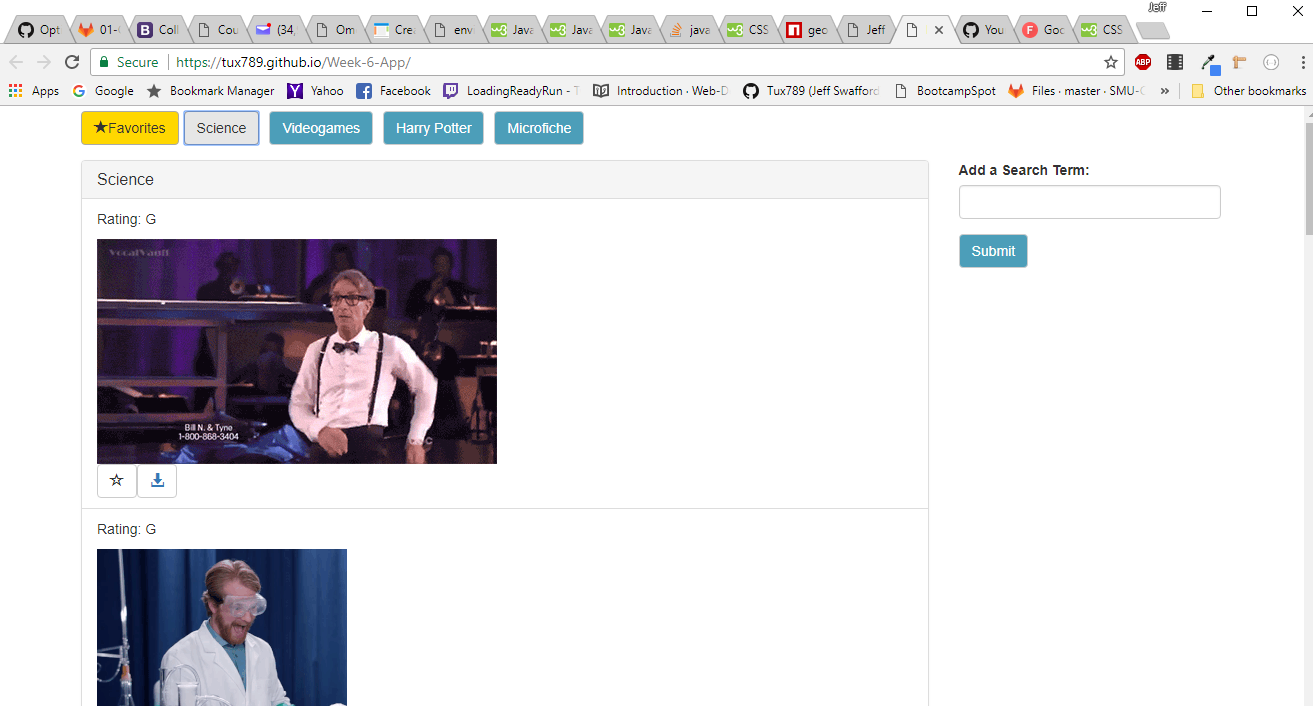 Jeff
Opt 01- Coll Cou (34, Om Crea env Java Java Java java CSS geo Jeff You Goo CSS
Secure https://tux789.github.io/Week-6-App/
Apps Google Bookmark Manager Yahoo Facebook LoadingReadyRun - T Introduction · Web-D Tux789 (Jeff Swafford BootcampSpot Files · master · SMU-C » Other bookmarks
★Favorites Science Videogames Harry Potter Microfiche
Science
Add a Search Term:
Rating: G
Submit
VocalVault
Bill N. & Tyne
1-800-868-3404
Rating: G